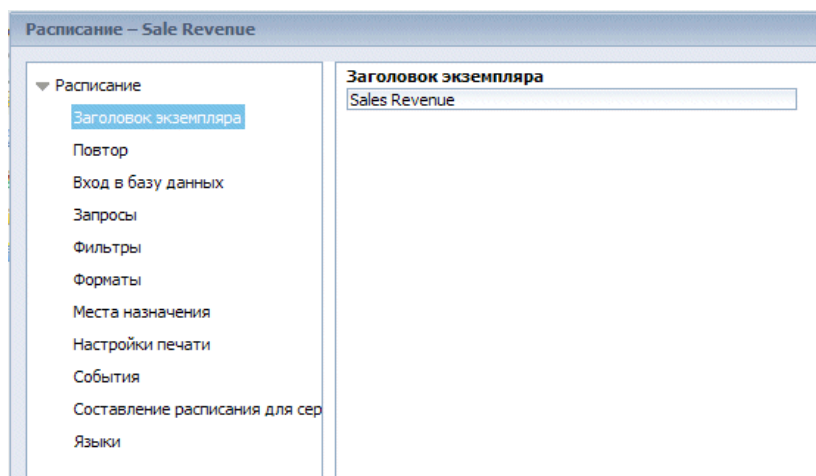 Расписание – Sale Revenue
Расписание
Заголовок экземпляра
Повтор
Вход в базу данных
Запросы
Фильтры
Форматы
Места назначения
Настройки печати
События
Составление расписания для сер
Языки
Заголовок экземпляра
Sales Revenue